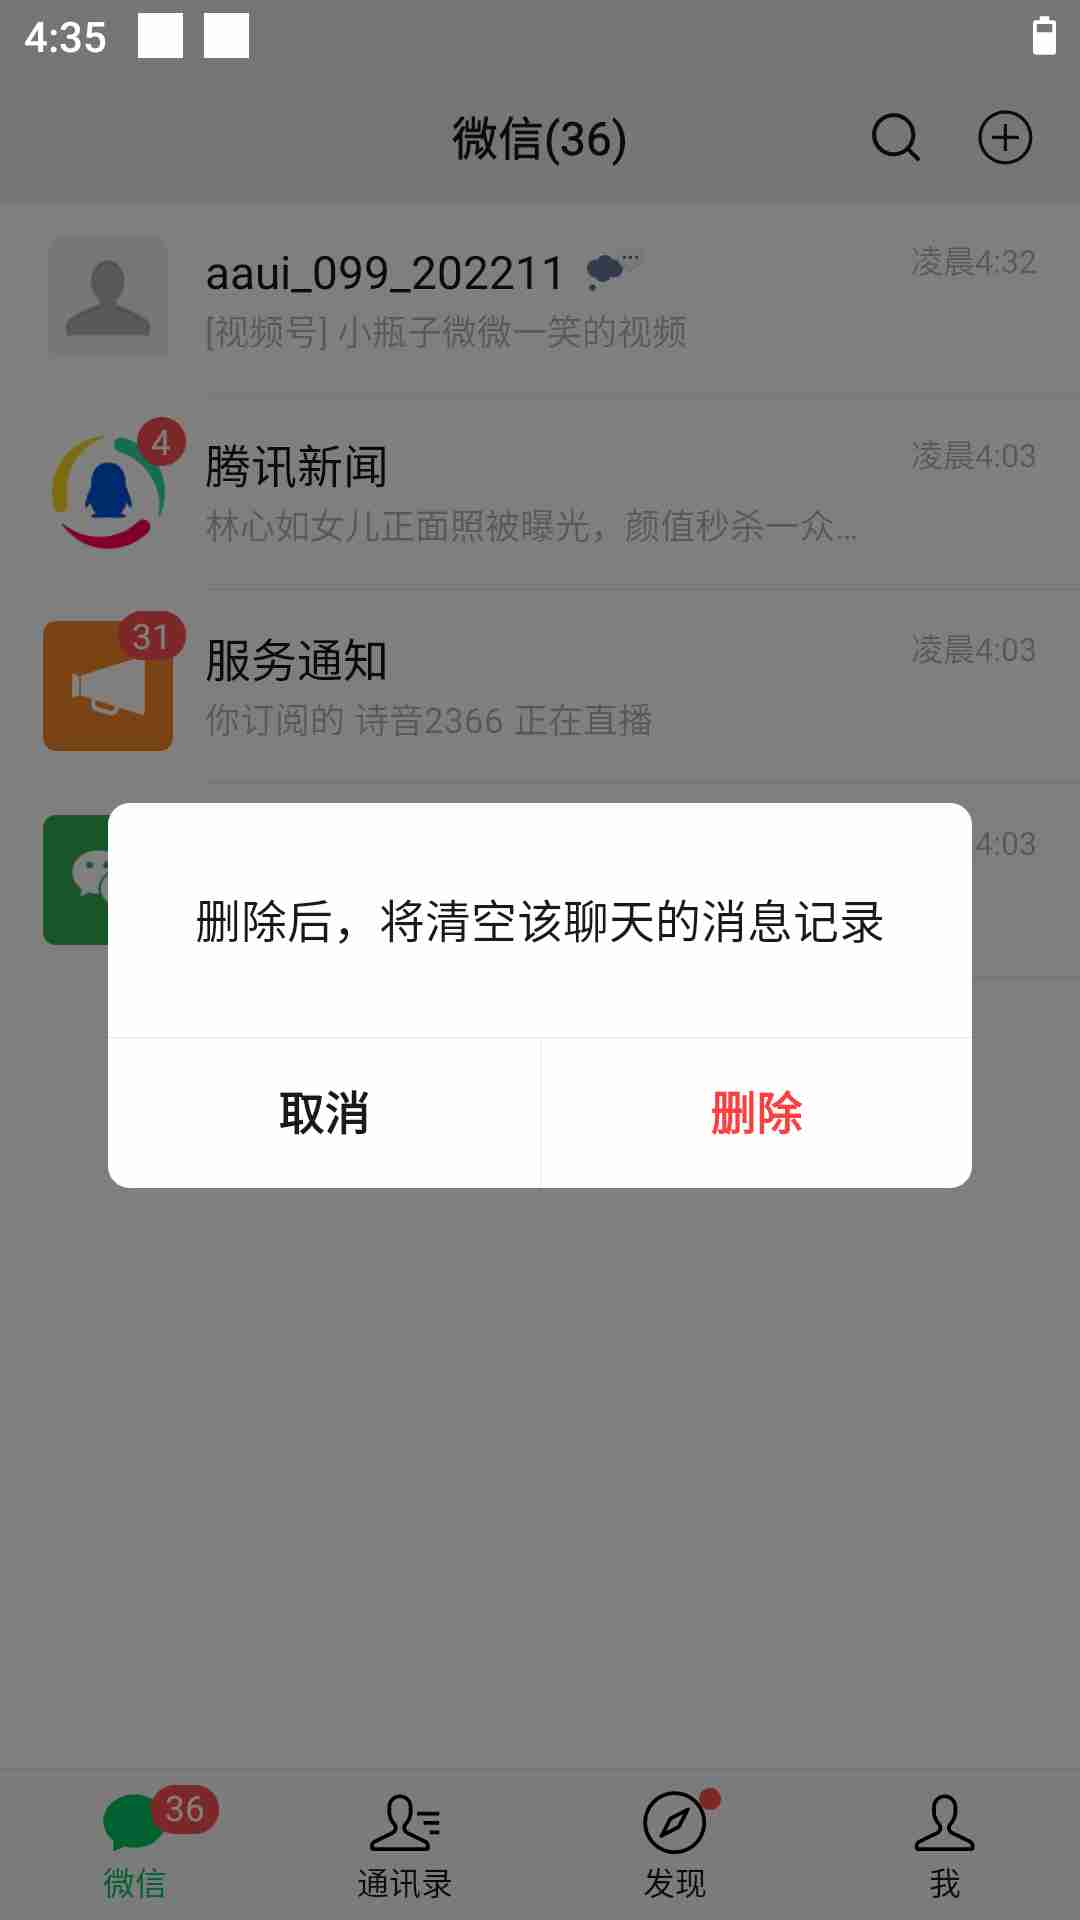 4:35
微信(36)
aaui_099_202211
凌晨4:32
[视频号] 小瓶子微微一笑的视频
4
腾讯新闻
凌晨4:03
林心如女儿正面照被曝光，颜值秒杀一众...
31
服务通知
凌晨4:03
你订阅的 诗音2366 正在直播
4:03
删除后，将清空该聊天的消息记录
取消
删除
36
微信
通讯录
发现
我